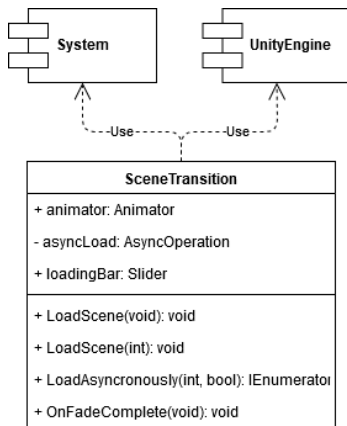 System
UnityEngine
Use
Use
SceneTransition
+ animator: Animator
- asyncLoad: AsyncOperation
+ loadingBar: Slider
+ LoadScene(void): void
+ LoadScene(int): void
+ LoadAsyncronously(int, bool): IEnumerator
+ OnFadeComplete(void): void